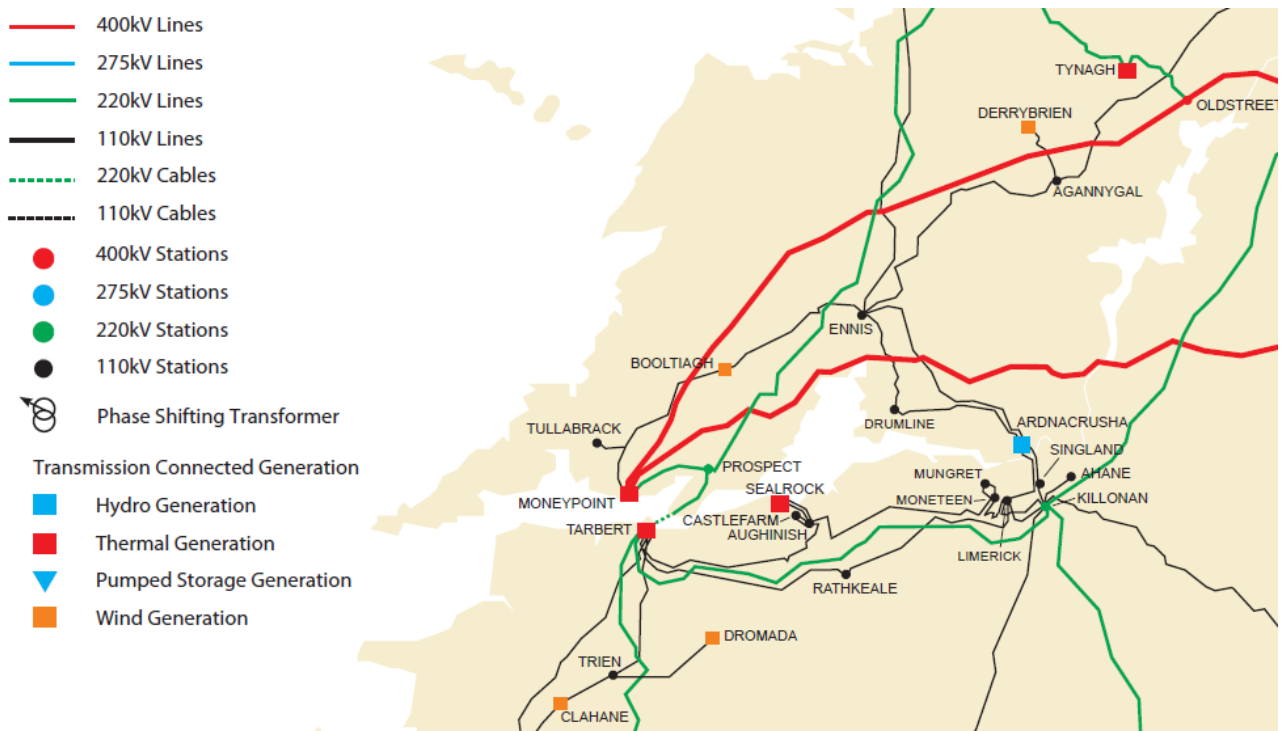 400kV Lines
275kV Lines
220kV Lines
110kV Lines
220kV Cables
110kV Cables
400kV Stations
275kV Stations
220kV Stations
110kV Stations
Phase Shifting Transformer
Transmission Connected Generation
Hydro Generation
Thermal Generation
Pumped Storage Generation
Wind Generation
TYNAGH
OLDSTREET
DERRYBRIEN
AGANNYGAL
ENNIS
BOOLTIAGH
DRUMLINE
ARDNACRUSHA
TULLABRACK
SINGLAND
PROSPECT
MUNGRET
AHANE
SEALROCK
MONEYPOINT
MONETEEN
KILLONAN
CASTLEFARM
TARBERT
AUGHINISH
LIMERICK
RATHKEALE
DROMADA
TRIEN
CLAHANE